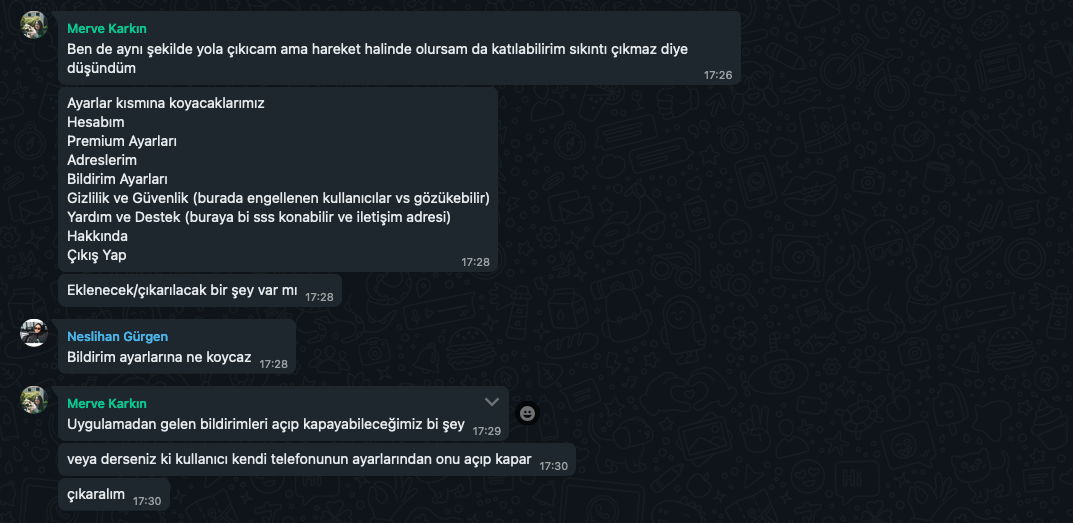 Merve Karkın
Ben de aynı şekilde yola çıkıcam ama hareket halinde olursam da katılabilirim sıkıntı çıkmaz diye
düşündüm
17:26
Ayarlar kısmına koyacaklarımız
Hesabım
Premium Ayarları
Adreslerim
Bildirim Ayarları
Gizlilik ve Güvenlik (burada engellenen kullanıcılar vs gözükebilir)
Yardım ve Destek (buraya bi sss konabilir ve iletişim adresi)
Hakkında
Çıkış Yap
17:28
Eklenecek/çıkarılacak bir şey var mı 17:28
Neslihan Gürgen
Bildirim ayarlarına ne koycaz 17:28
Merve Karkın
Uygulamadan gelen bildirimleri açıp kapayabileceğimiz bi şey 17:29
veya derseniz ki kullanıcı kendi telefonunun ayarlarından onu açıp kapar 17:30
çıkaralım 17:30